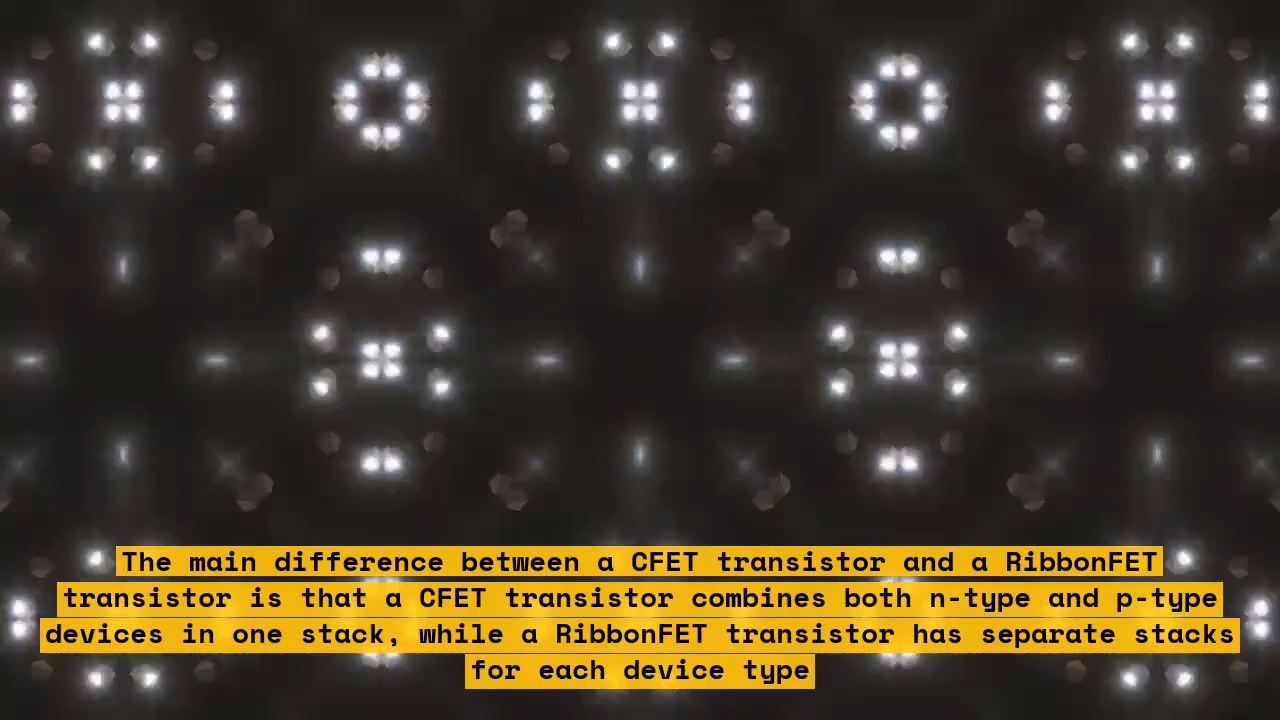 The main difference between a CFET transistor and a RibbonFET
transistor is that a CFET transistor combines both n-type and p-type
devices in one stack, while a RibbonFET transistor has separate stacks
for each device type